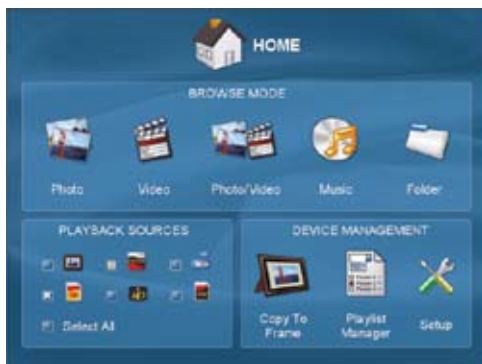 HOME
BROWSE MODE
Photo
Video
Photo/Video
Music
Folder
PLAYBACK SOURCES
Select All
DEVICE MANAGEMENT
Copy To
Frame
Playlist
Manager
Setup